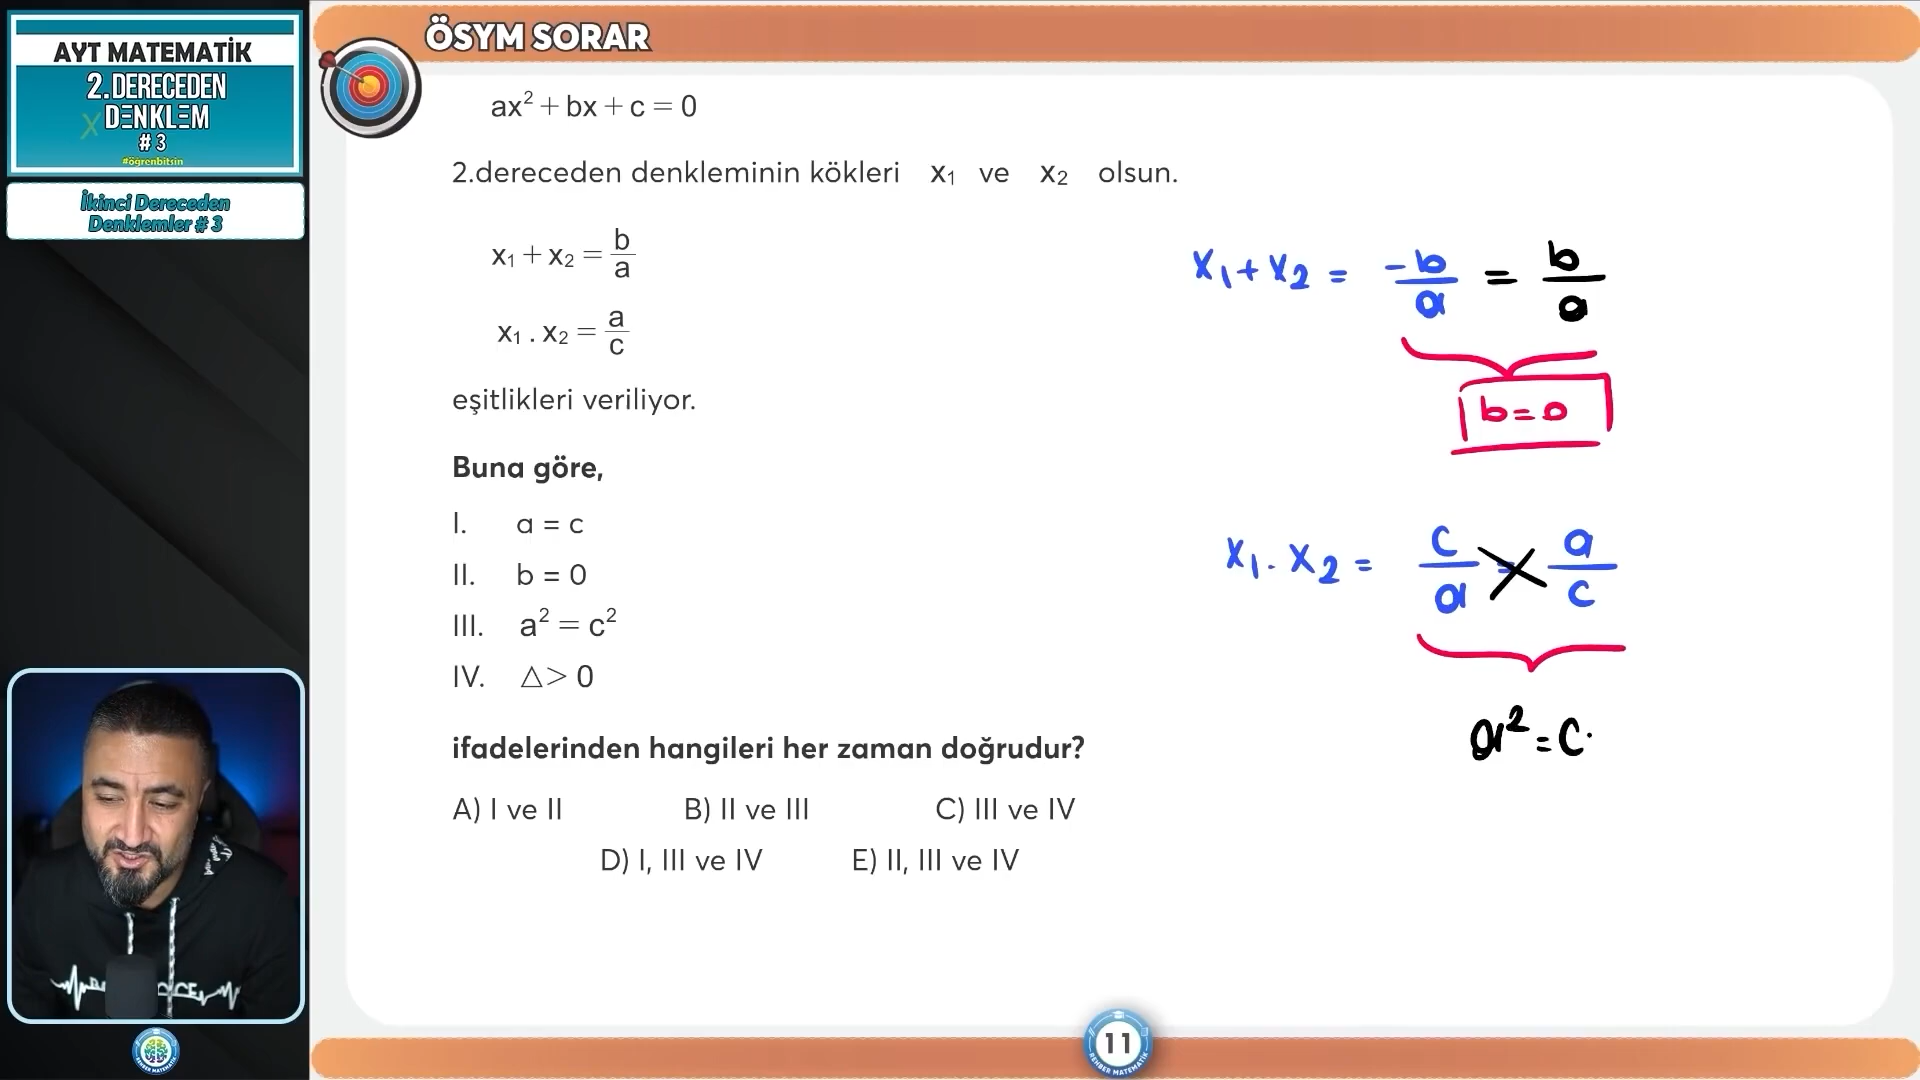 AYT MATEMATİK
2.DERECEDEN
DENKLEM
# 3
#öğrenbitsin
İkinci Dereceden
Denklemler # 3
ÖSYM SORAR
ax² + bx + c = 0
2.dereceden denkleminin kökleri x₁ ve x₂ olsun.
x₁ + x₂ = b/a
x₁ . x₂ = a/c
eşitlikleri veriliyor.
Buna göre,
I. a = c
II. b = 0
III. a² = c²
IV. △> 0
ifadelerinden hangileri her zaman doğrudur?
A) I ve II B) II ve III C) III ve IV
D) I, III ve IV E) II, III ve IV
x₁ + x₂ = -b/a = b/a
b = 0
x₁ . x₂ = c/a = a/c
a² = c
11
REHBER MATEMATİK